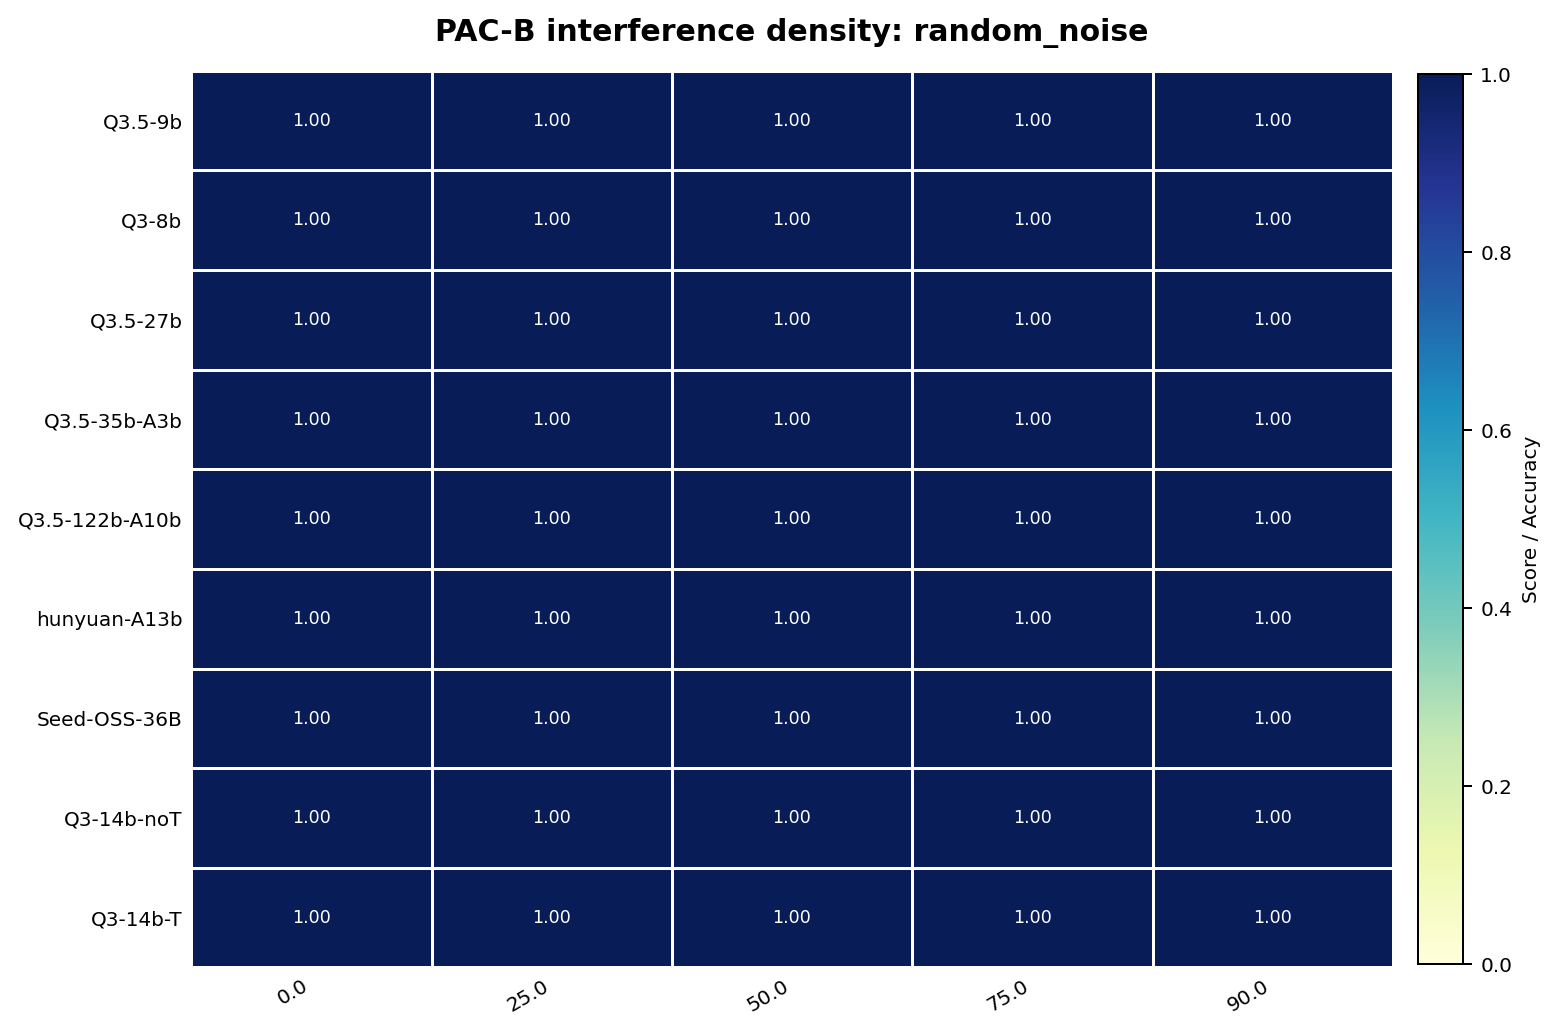 PAC-B interference density: random_noise
Q3.5-9b 1.00 1.00 1.00 1.00 1.00
Q3-8b 1.00 1.00 1.00 1.00 1.00
Q3.5-27b 1.00 1.00 1.00 1.00 1.00
Q3.5-35b-A3b 1.00 1.00 1.00 1.00 1.00
Q3.5-122b-A10b 1.00 1.00 1.00 1.00 1.00
hunyuan-A13b 1.00 1.00 1.00 1.00 1.00
Seed-OSS-36B 1.00 1.00 1.00 1.00 1.00
Q3-14b-noT 1.00 1.00 1.00 1.00 1.00
Q3-14b-T 1.00 1.00 1.00 1.00 1.00
0.0 25.0 50.0 75.0 90.0
1.0
0.8
0.6
0.4
0.2
0.0
Score / Accuracy